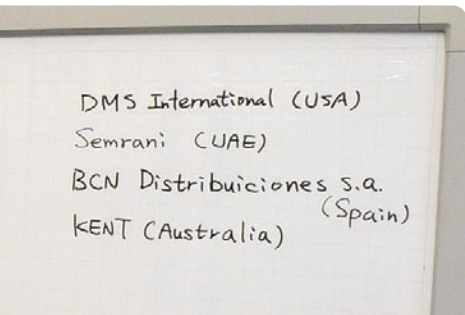 DMS International (USA)
Semrani (UAE)
BCN Distribuiciones s.a.
(Spain)
KENT (Australia)